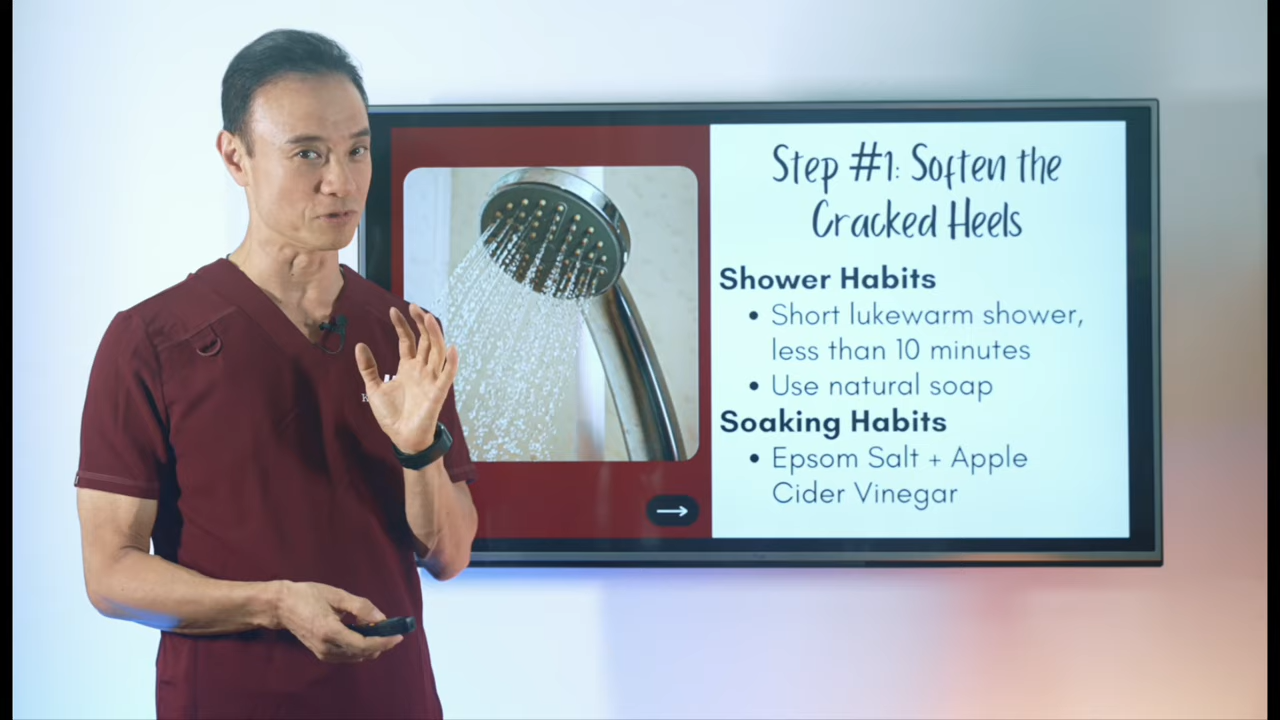 Step #1: Soften the
Cracked Heels
Shower Habits
• Short lukewarm shower,
less than 10 minutes
• Use natural soap
Soaking Habits
• Epsom Salt + Apple
Cider Vinegar